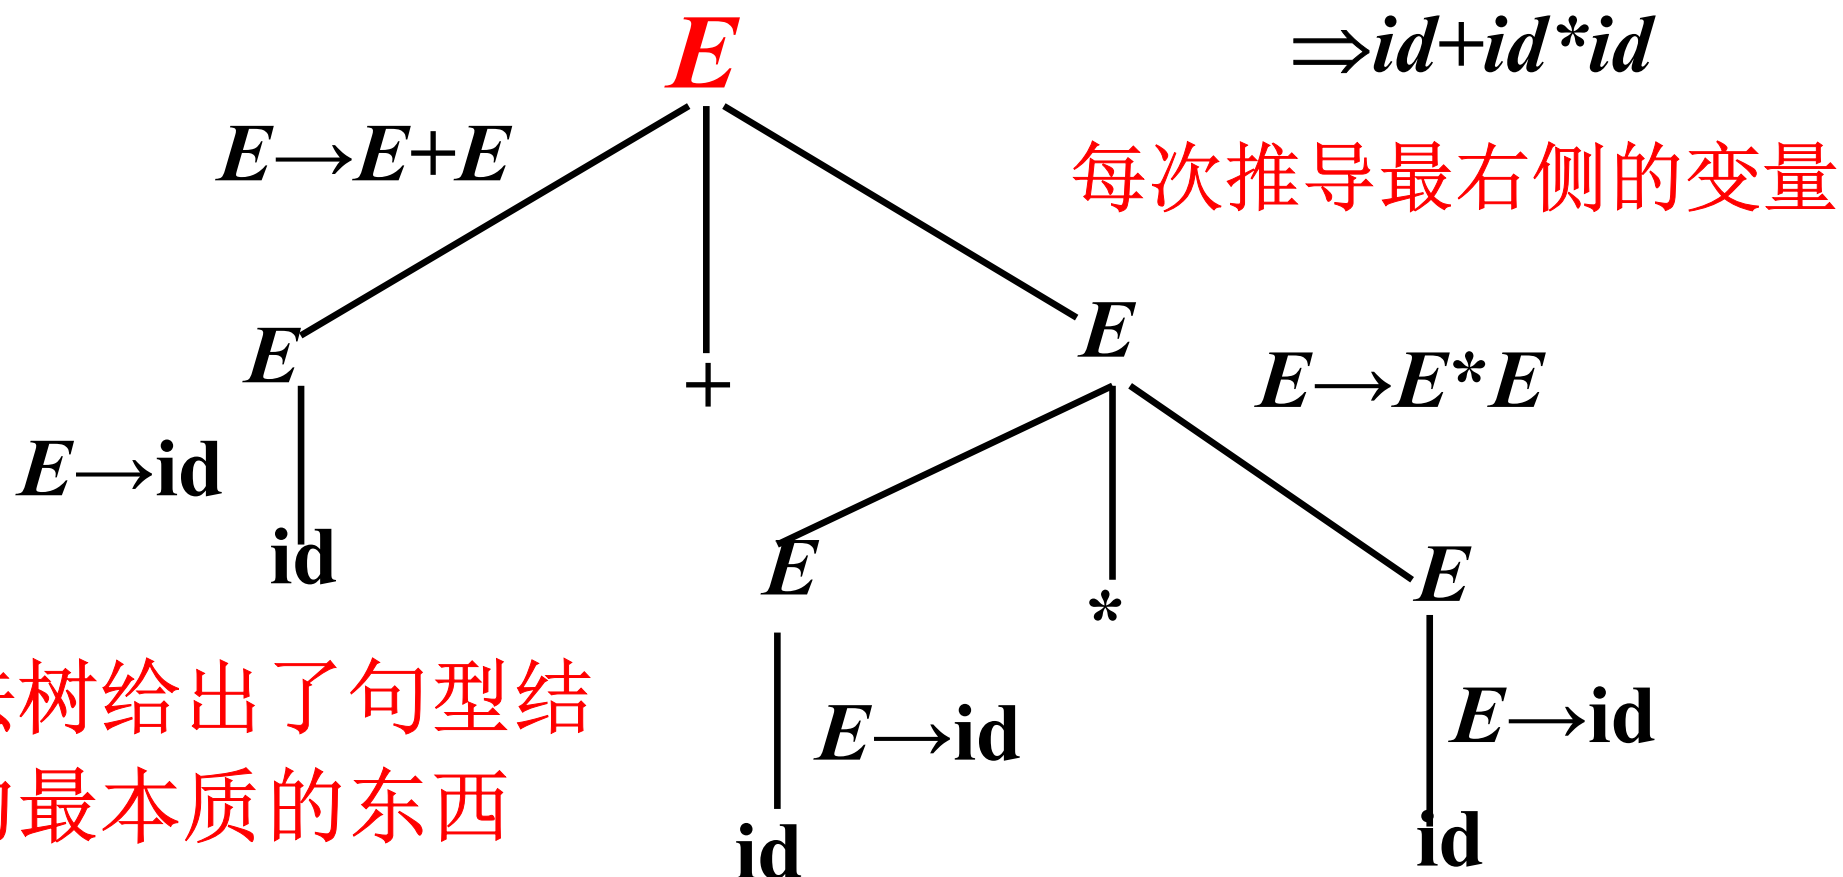 E
⇒id+id*id
E→E+E
每次推导最右侧的变量
E
+
E
E→E*E
E→id
id
E
*
E
树给出了句型结
最本质的东西
E→id
E→id
id
id